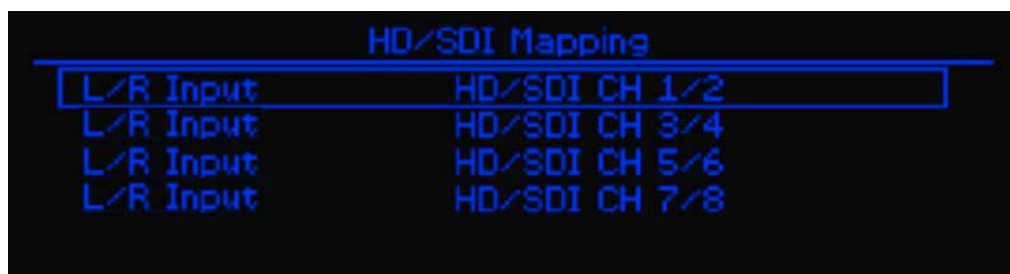 HD/SDI Mapping
L/R Input HD/SDI CH 1/2
L/R Input HD/SDI CH 3/4
L/R Input HD/SDI CH 5/6
L/R Input HD/SDI CH 7/8